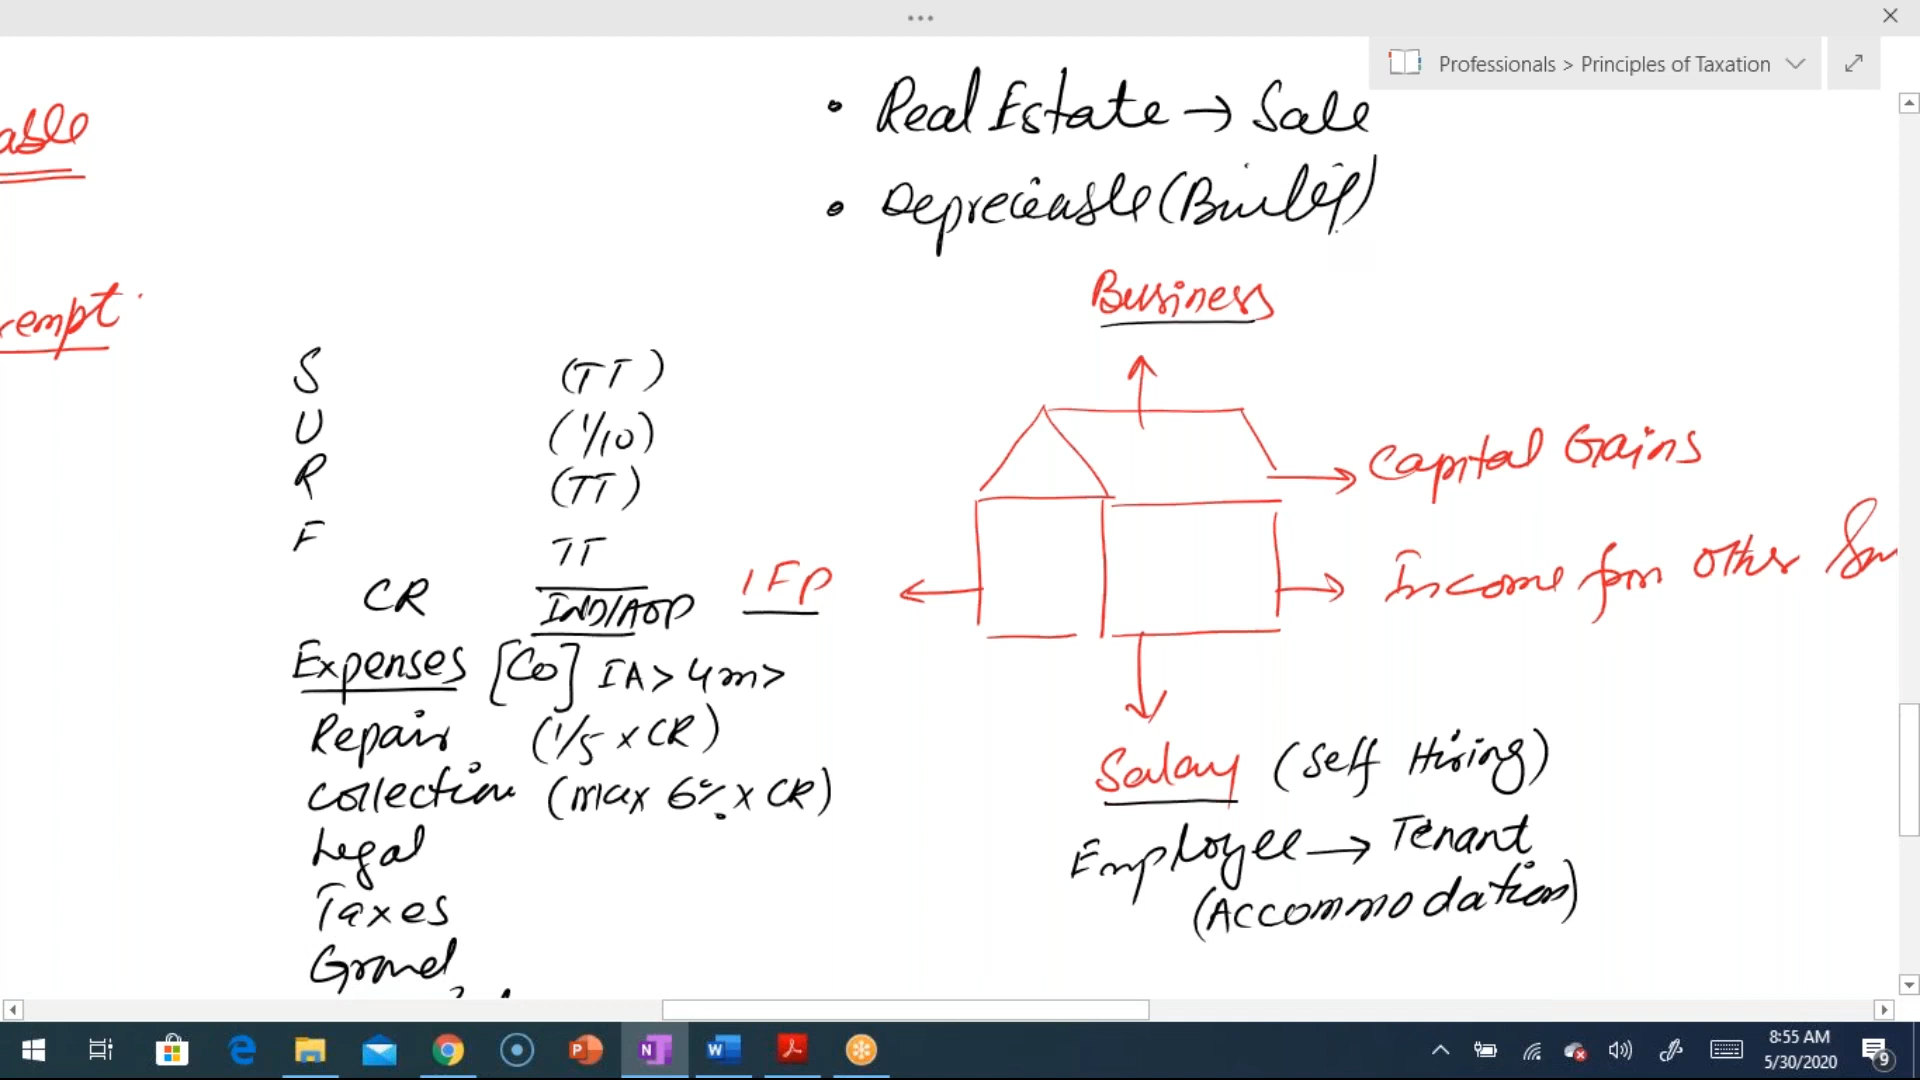 Professionals > Principles of Taxation
• Real Estate → Sale
• Depreciable (Build)
Business
S (TT)
U (1/10)
R (TT)
F TT
CR IND/AOP
IFP
Capital Gains
Income from Other
Expenses [Co] IA > 4m >
Repair (1/5 x CR)
Collection (max 6% x CR)
Legal
Taxes
Ground
Salary (Self Hiring)
Employee → Tenant
(Accommodation)
8:55 AM
5/30/2020
9